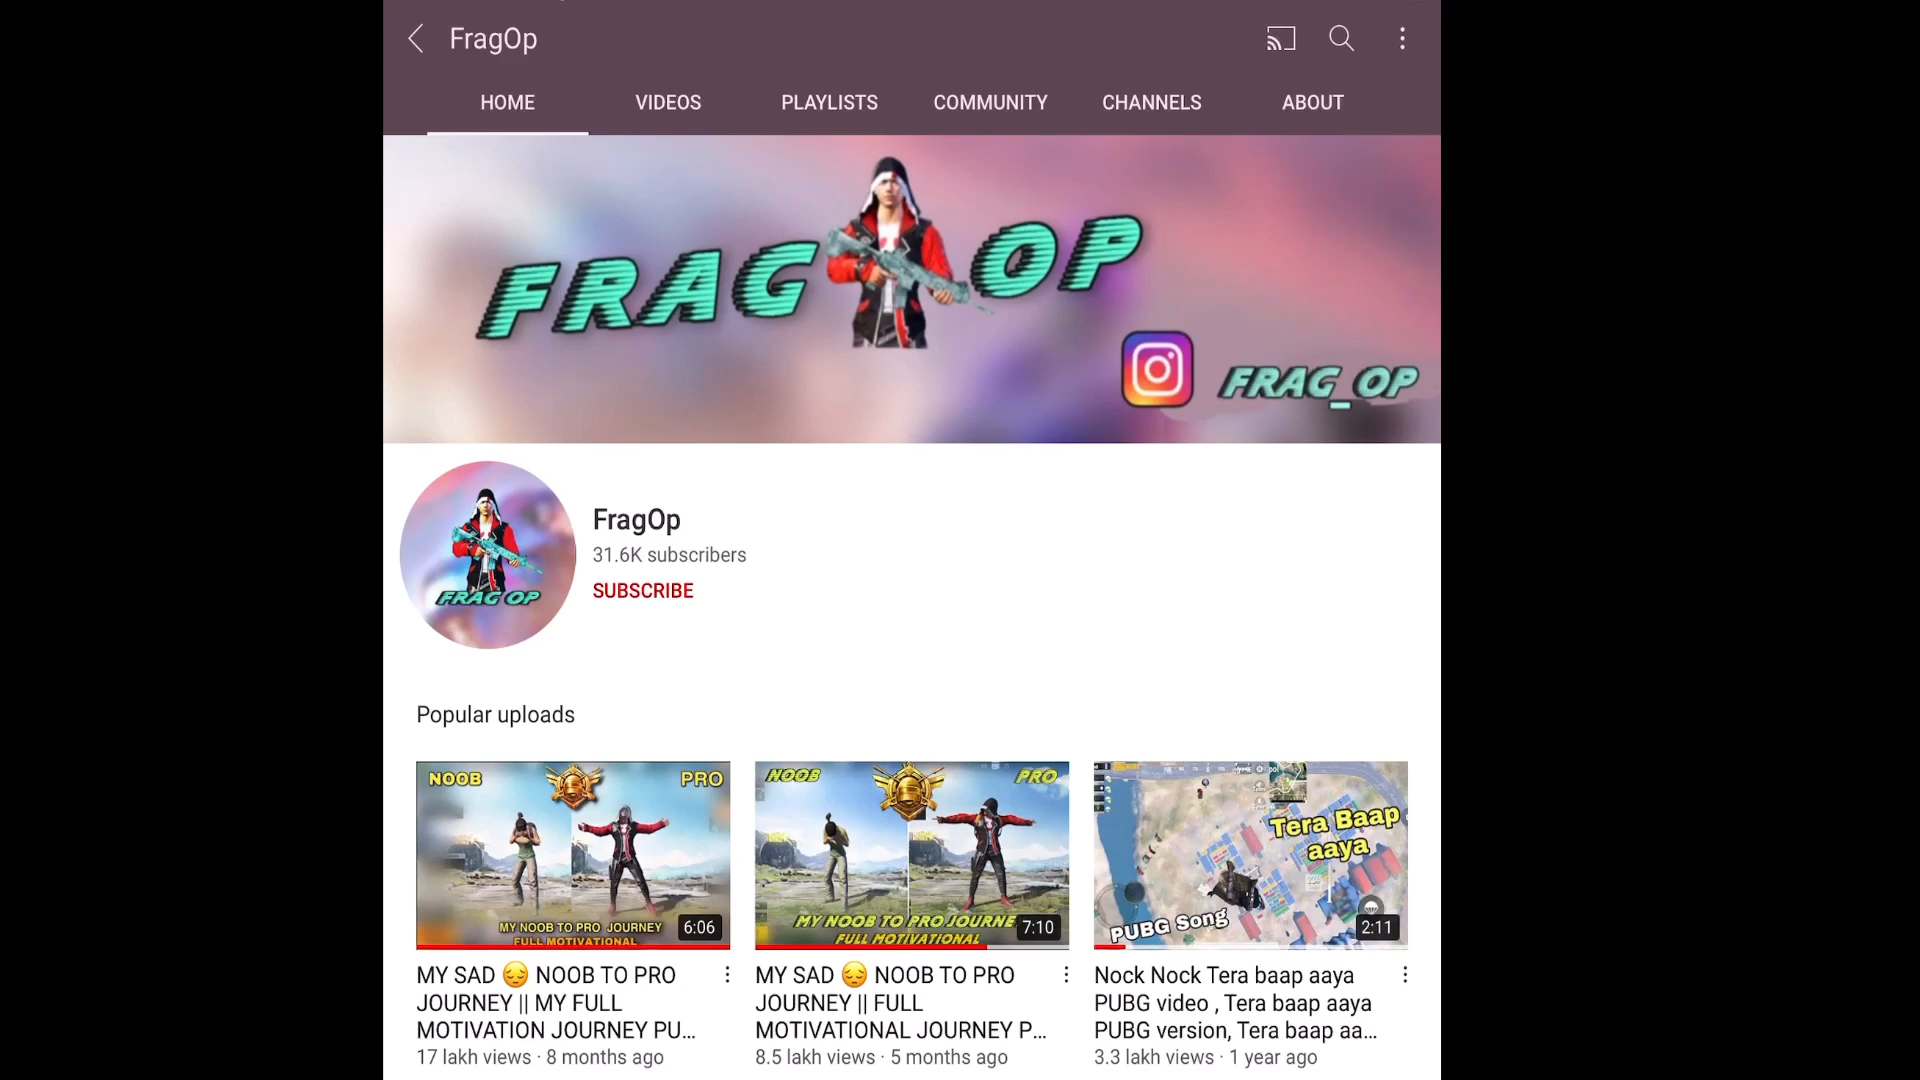 FragOp
HOME VIDEOS PLAYLISTS COMMUNITY CHANNELS ABOUT
FRAG OP
FRAG_OP
FRAG OP
FragOp
31.6K subscribers
SUBSCRIBE
Popular uploads
NOOB PRO
MY NOOB TO PRO JOURNEY
FULL MOTIVATIONAL
6:06
MY SAD 😔 NOOB TO PRO
JOURNEY || MY FULL
MOTIVATION JOURNEY PU...
17 lakh views · 8 months ago
NOOB PRO
MY NOOB TO PRO JOURNE
FULL MOTIVATIONAL
7:10
MY SAD 😔 NOOB TO PRO
JOURNEY || FULL
MOTIVATIONAL JOURNEY P...
8.5 lakh views · 5 months ago
Tera Baap
aaya
PUBG Song
2:11
Nock Nock Tera baap aaya
PUBG video , Tera baap aaya
PUBG version, Tera baap aa...
3.3 lakh views · 1 year ago